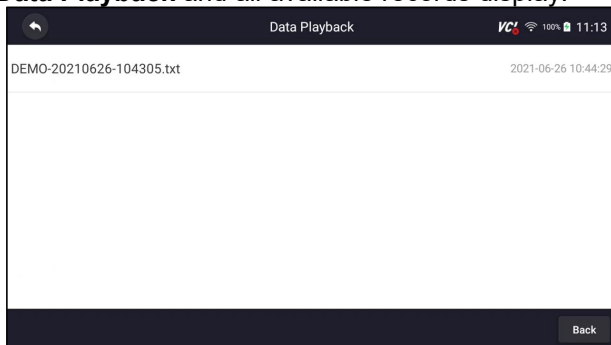 Data Playback and all available records display.
Data Playback VCI 100% 11:13
DEMO-20210626-104305.txt 2021-06-26 10:44:29
Back